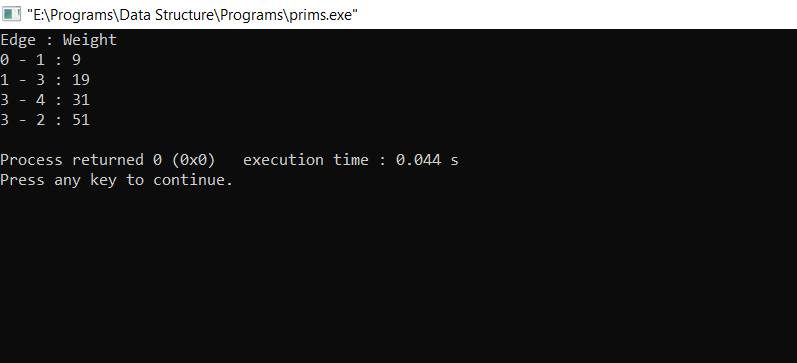 "E:\Programs\Data Structure\Programs\prims.exe"
Edge : Weight
0 - 1 : 9
1 - 3 : 19
3 - 4 : 31
3 - 2 : 51
Process returned 0 (0x0)   execution time : 0.044 s
Press any key to continue.